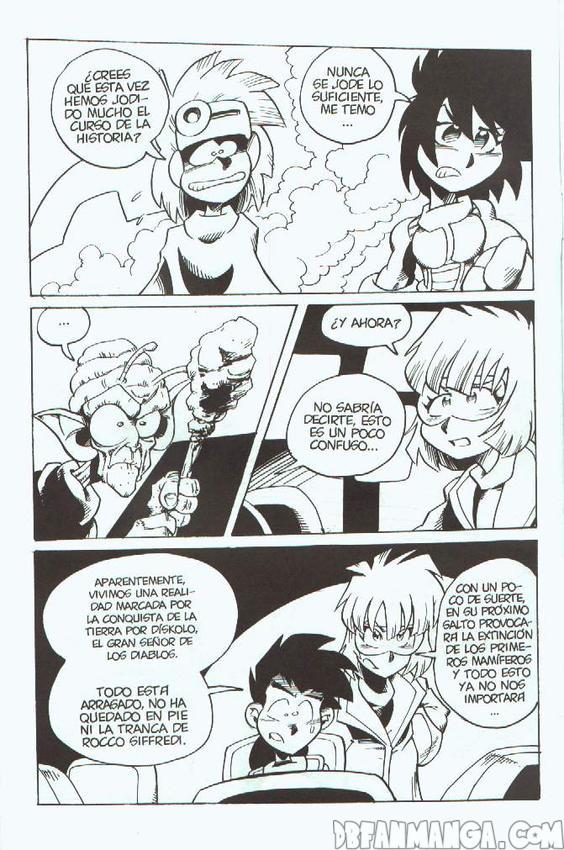 ¿CREES
QUE ESTA VEZ
HEMOS JODI-
DO MUCHO EL
CURSO DE LA
HISTORIA?
NUNCA
SE JODE LO
SUFICIENTE,
ME TEMO
...
...
¿Y AHORA?
NO SABRÍA
DECIRTE, ESTO
ES UN POCO
CONFUSO...
APARENTEMENTE,
VIVIMOS UNA REALI-
DAD MARCADA POR
LA CONQUISTA DE LA
TIERRA POR DÍSKOLO,
EL GRAN SEÑOR DE
LOS DIABLOS.
TODO ESTÁ
ARRAGADO, NO HA
QUEDADO EN PIE
NI LA TRANCA DE
ROCCO SIFFREDI.
CON UN PO-
CO DE SUERTE,
EN SU PRÓXIMO
SALTO PROVOCA-
RÁ LA EXTINCIÓN
DE LOS PRIME-
ROS MAMÍFEROS
Y TODO ESTO
YA NO NOS
IMPORTARÁ
...
DBFANMANGA.COM